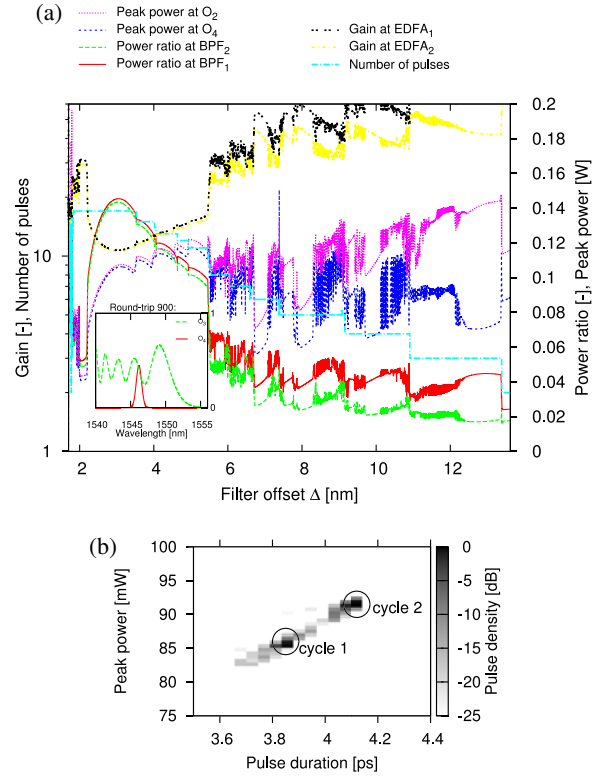 Peak power at O2
Peak power at O4
Power ratio at BPF2
Power ratio at BPF1
Gain at EDFA1
Gain at EDFA2
Number of pulses
(a)
Gain [-], Number of pulses
10
1
2 4 6 8 10 12
Filter offset Δ [nm]
0.2
0.18
0.16
0.14
0.12
0.1
0.08
0.06
0.04
0.02
0
Power ratio [-], Peak power [W]
Round-trip 900:
1
0
O4
1540 1545 1550 1555
Wavelength [nm]
(b)
Peak power [mW]
100
95
90
85
80
75
3.6 3.8 4 4.2 4.4
Pulse duration [ps]
cycle 1
cycle 2
0
-5
-10
-15
-20
-25
Pulse density [dB]